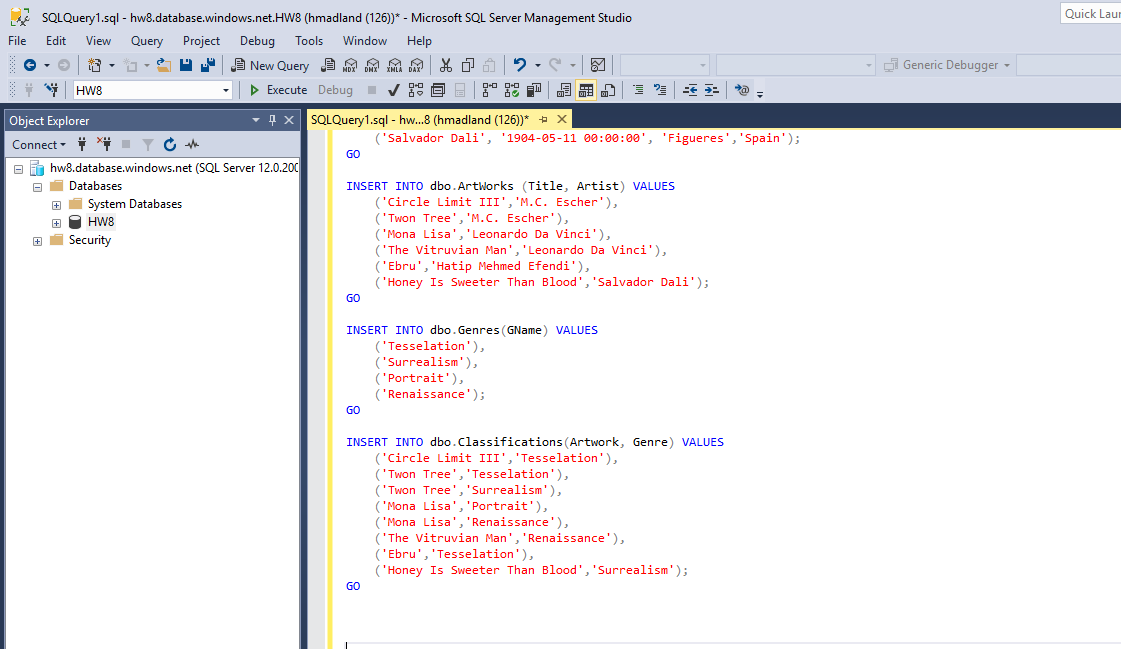 SQLQuery1.sql - hw8.database.windows.net.HW8 (hmadland (126))* - Microsoft SQL Server Management Studio
Quick Laun
File Edit View Query Project Debug Tools Window Help
New Query MDX DMX XMLA DAX Generic Debugger
HW8 Execute Debug
Object Explorer
SQLQuery1.sql - hw...8 (hmadland (126))*
Connect
hw8.database.windows.net (SQL Server 12.0.200
Databases
System Databases
HW8
Security
('Salvador Dali', '1904-05-11 00:00:00', 'Figueres','Spain');
GO
INSERT INTO dbo.ArtWorks (Title, Artist) VALUES
('Circle Limit III','M.C. Escher'),
('Twon Tree','M.C. Escher'),
('Mona Lisa','Leonardo Da Vinci'),
('The Vitruvian Man','Leonardo Da Vinci'),
('Ebru','Hatip Mehmed Efendi'),
('Honey Is Sweeter Than Blood','Salvador Dali');
GO
INSERT INTO dbo.Genres(GName) VALUES
('Tesselation'),
('Surrealism'),
('Portrait'),
('Renaissance');
GO
INSERT INTO dbo.Classifications(Artwork, Genre) VALUES
('Circle Limit III','Tesselation'),
('Twon Tree','Tesselation'),
('Twon Tree','Surrealism'),
('Mona Lisa','Portrait'),
('Mona Lisa','Renaissance'),
('The Vitruvian Man','Renaissance'),
('Ebru','Tesselation'),
('Honey Is Sweeter Than Blood','Surrealism');
GO